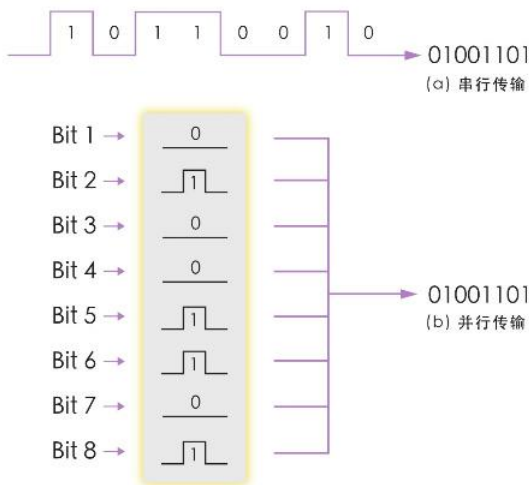 1 0 1 1 0 0 1 0
01001101
(a) 串行传输
Bit 1 → 0
Bit 2 → 1
Bit 3 → 0
Bit 4 → 0
Bit 5 → 1
Bit 6 → 1
Bit 7 → 0
Bit 8 → 1
01001101
(b) 并行传输